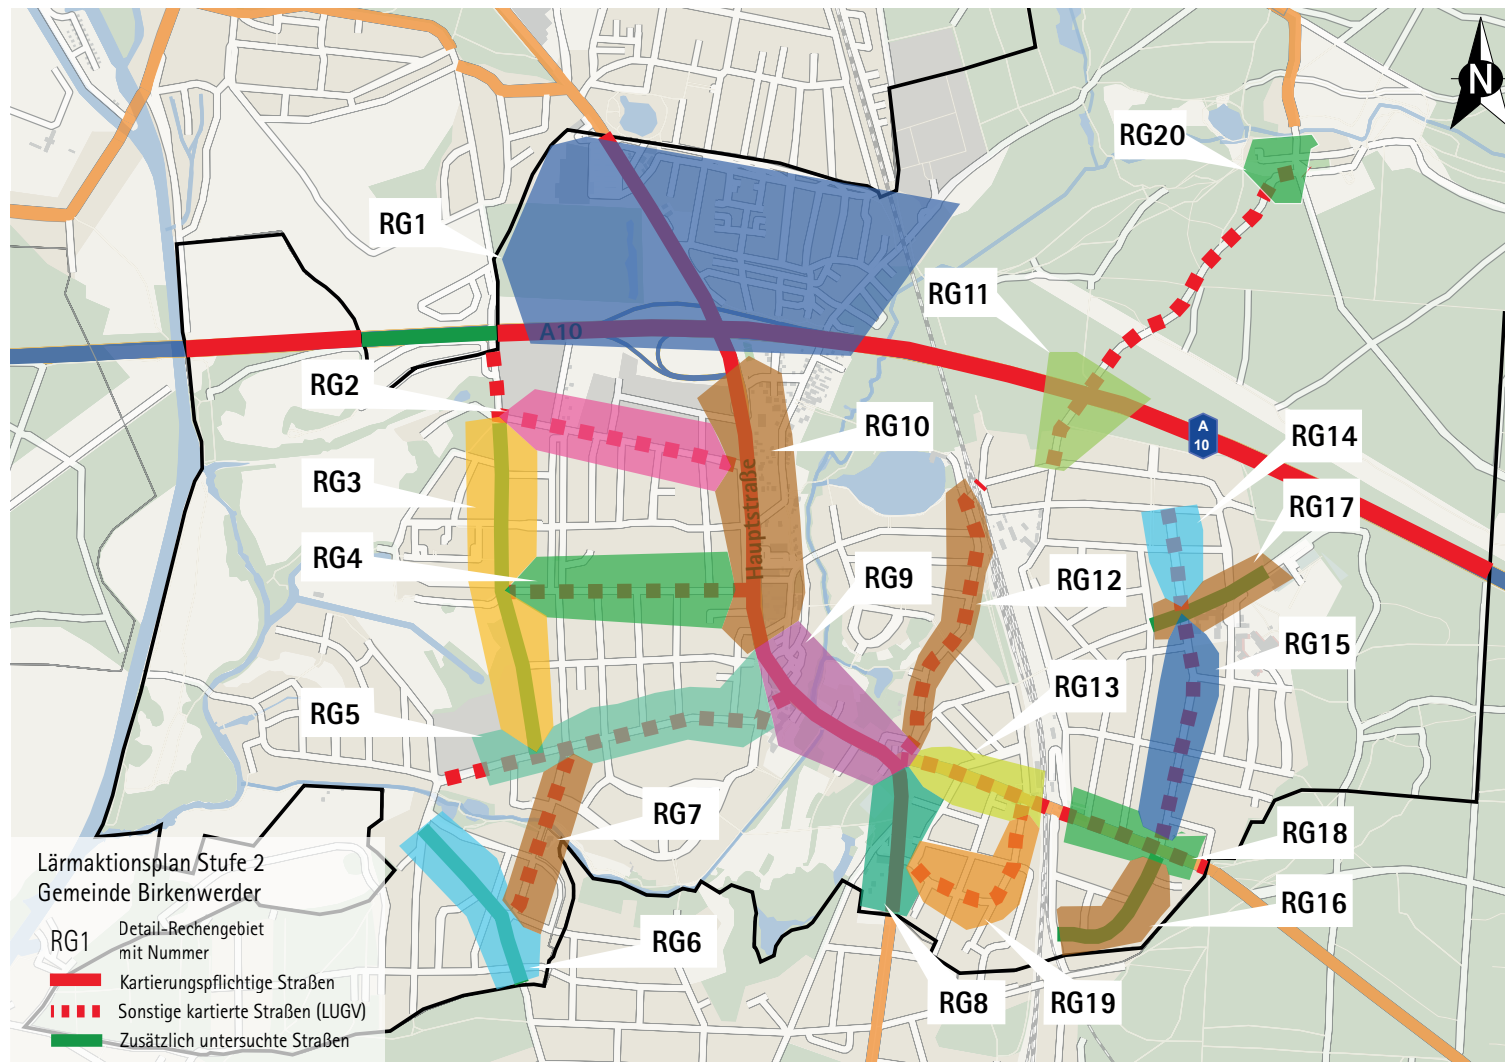 N
RG20
RG1
RG11
A10
RG2
RG10
A
10
RG14
RG3
Hauptstraße
RG17
RG4
RG9
RG12
RG15
RG5
RG13
RG7
RG18
RG16
RG6
RG8
RG19
Lärmaktionsplan Stufe 2
Gemeinde Birkenwerder
RG1
Detail-Rechengebiet
mit Nummer
Kartierungspflichtige Straßen
Sonstige kartierte Straßen (LUGV)
Zusätzlich untersuchte Straßen